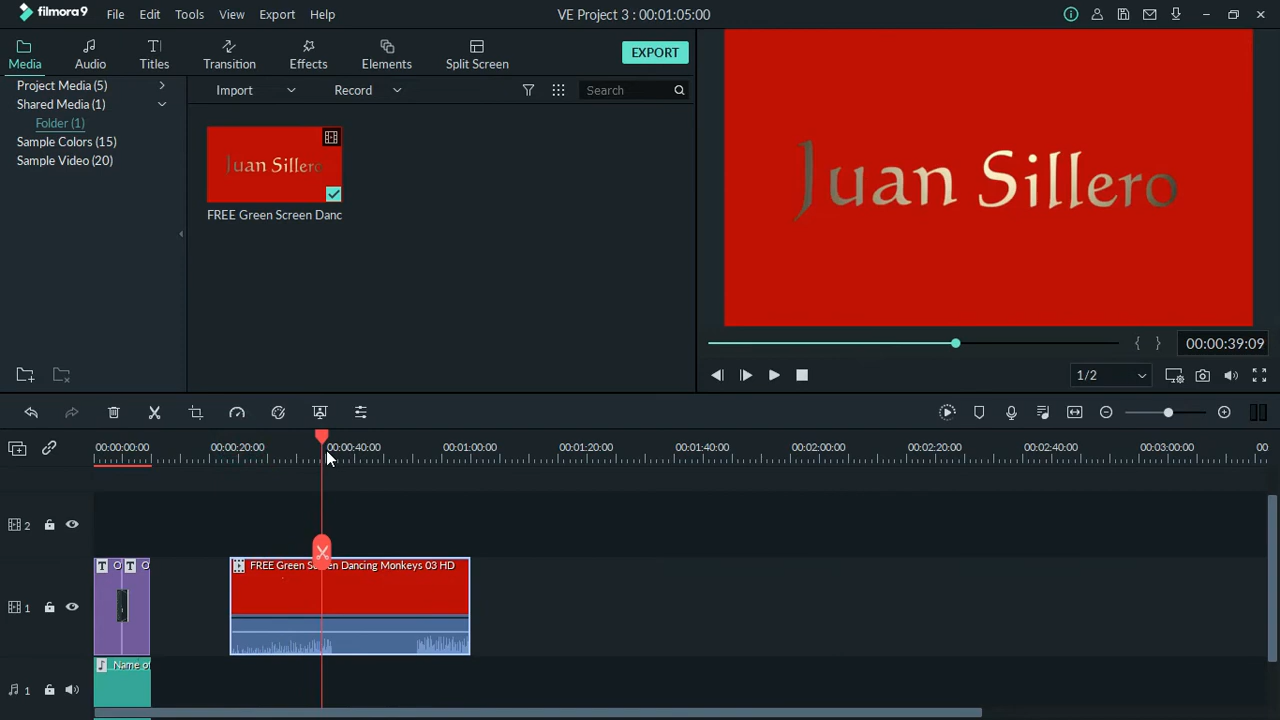 filmora9 File Edit Tools View Export Help VE Project 3 : 00:01:05:00
Media Audio Titles Transition Effects Elements Split Screen EXPORT
Project Media (5)
Shared Media (1)
Folder (1)
Sample Colors (15)
Sample Video (20)
Import Record Search
Juan Sillero
FREE Green Screen Danc
Juan Sillero
00:00:39:09
1/2
00:00:00:00 00:00:20:00 00:00:40:00 00:01:00:00 00:01:20:00 00:01:40:00 00:02:00:00 00:02:20:00 00:02:40:00 00:03:00:00 00
2
T O T O FREE Green Screen Dancing Monkeys 03 HD
1
Name of
1